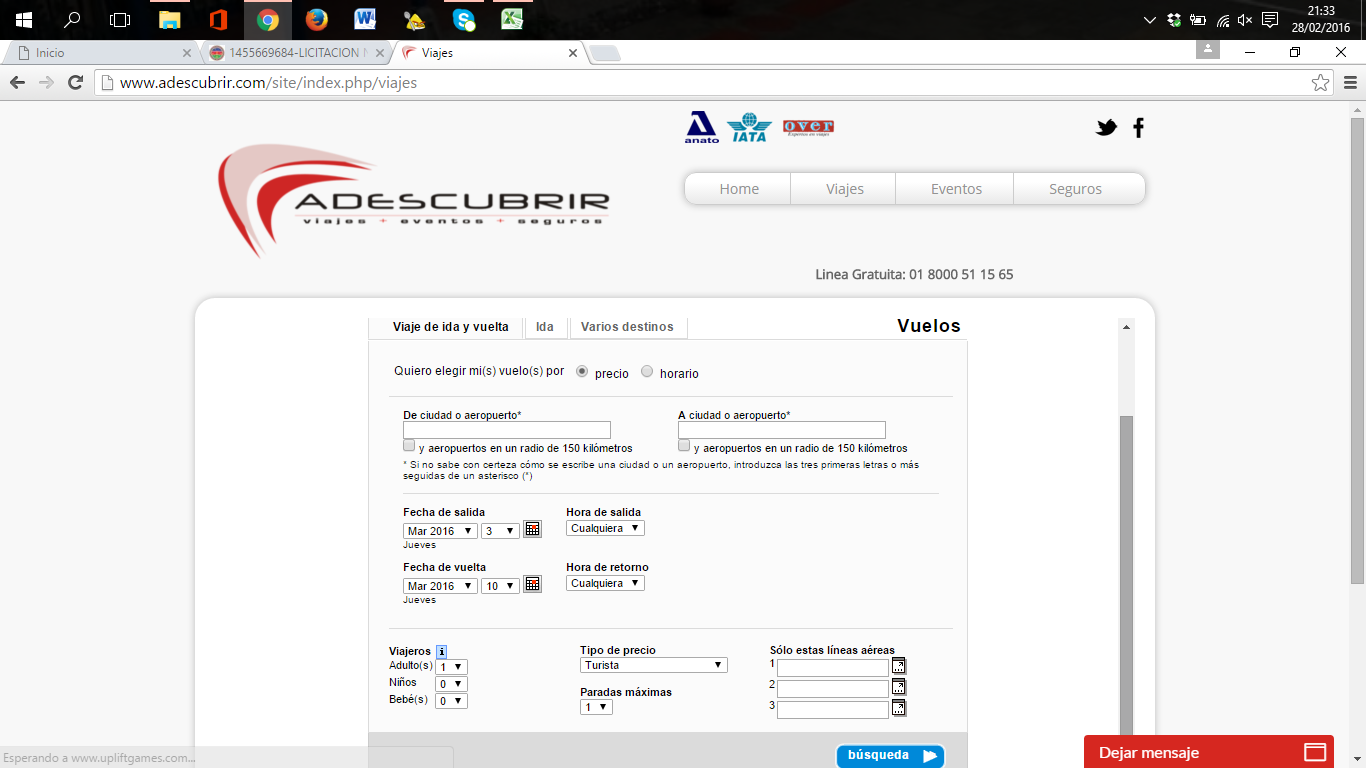 21:33
28/02/2016
Inicio
1455669684-LICITACION
Viajes
www.adescubrir.com/site/index.php/viajes
anato
IATA
over
Expertos en viajes
ADESCUBRIR
viajes + eventos + seguros
Home Viajes Eventos Seguros
Linea Gratuita: 01 8000 51 15 65
Viaje de ida y vuelta Ida Varios destinos Vuelos
Quiero elegir mi(s) vuelo(s) por precio horario
De ciudad o aeropuerto* A ciudad o aeropuerto*
y aeropuertos en un radio de 150 kilómetros y aeropuertos en un radio de 150 kilómetros
* Si no sabe con certeza cómo se escribe una ciudad o un aeropuerto, introduzca las tres primeras letras o más
seguidas de un asterisco (*)
Fecha de salida Hora de salida
Mar 2016 3 Cualquiera
Jueves
Fecha de vuelta Hora de retorno
Mar 2016 10 Cualquiera
Jueves
Viajeros i Tipo de precio Sólo estas líneas aéreas
Adulto(s) 1 Turista 1
Niños 0 Paradas máximas 2
Bebé(s) 0 1 3
búsqueda
Dejar mensaje
Esperando a www.upliftgames.com...